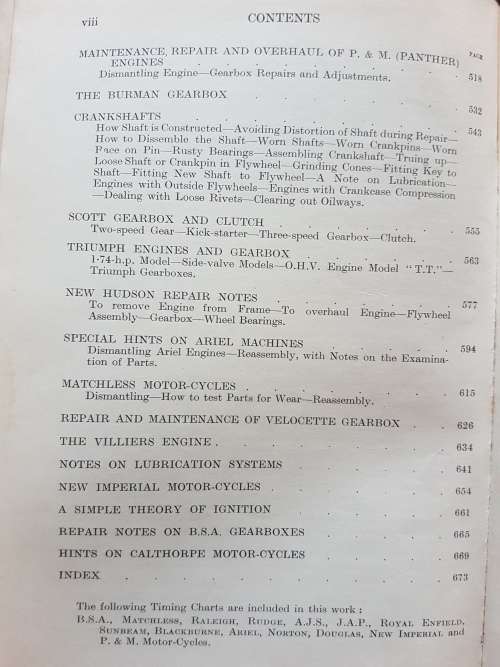 viii CONTENTS
PAGE
MAINTENANCE, REPAIR AND OVERHAUL OF P. & M. (PANTHER)
ENGINES . . . . . . . . 518
Dismantling Engine—Gearbox Repairs and Adjustments.
THE BURMAN GEARBOX . . . . . . 532
CRANKSHAFTS . . . . . . . . 543
How Shaft is Constructed—Avoiding Distortion of Shaft during Repair—
How to Dissemble the Shaft—Worn Shafts—Worn Crankpins—Worn
Race on Pin—Rusty Bearings—Assembling Crankshaft—Truing up—
Loose Shaft or Crankpin in Flywheel—Grinding Cones—Fitting Key to
Shaft—Fitting New Shaft to Flywheel—A Note on Lubrication—
Engines with Outside Flywheels—Engines with Crankcase Compression
—Dealing with Loose Rivets—Clearing out Oilways.
SCOTT GEARBOX AND CLUTCH . . . . . 555
Two-speed Gear—Kick-starter—Three-speed Gearbox—Clutch.
TRIUMPH ENGINES AND GEARBOX . . . . . 563
1·74-h.p. Model—Side-valve Models—O.H.V. Engine Model "T.T."—
Triumph Gearboxes.
NEW HUDSON REPAIR NOTES . . . . . 577
To remove Engine from Frame—To overhaul Engine—Flywheel
Assembly—Gearbox—Wheel Bearings.
SPECIAL HINTS ON ARIEL MACHINES . . . . 594
Dismantling Ariel Engines—Reassembly, with Notes on the Examina-
tion of Parts.
MATCHLESS MOTOR-CYCLES . . . . . . 615
Dismantling—How to test Parts for Wear—Reassembly.
REPAIR AND MAINTENANCE OF VELOCETTE GEARBOX . . 626
THE VILLIERS ENGINE . . . . . . . 634
NOTES ON LUBRICATION SYSTEMS . . . . . 641
NEW IMPERIAL MOTOR-CYCLES . . . . . 654
A SIMPLE THEORY OF IGNITION . . . . . 661
REPAIR NOTES ON B.S.A. GEARBOXES . . . . 665
HINTS ON CALTHORPE MOTOR-CYCLES . . . . 669
INDEX . . . . . . . . 673
The following Timing Charts are included in this work :
B.S.A., MATCHLESS, RALEIGH, RUDGE, A.J.S., J.A.P., ROYAL ENFIELD,
SUNBEAM, BLACKBURNE, ARIEL, NORTON, DOUGLAS, NEW IMPERIAL and
P. & M. Motor-Cycles.